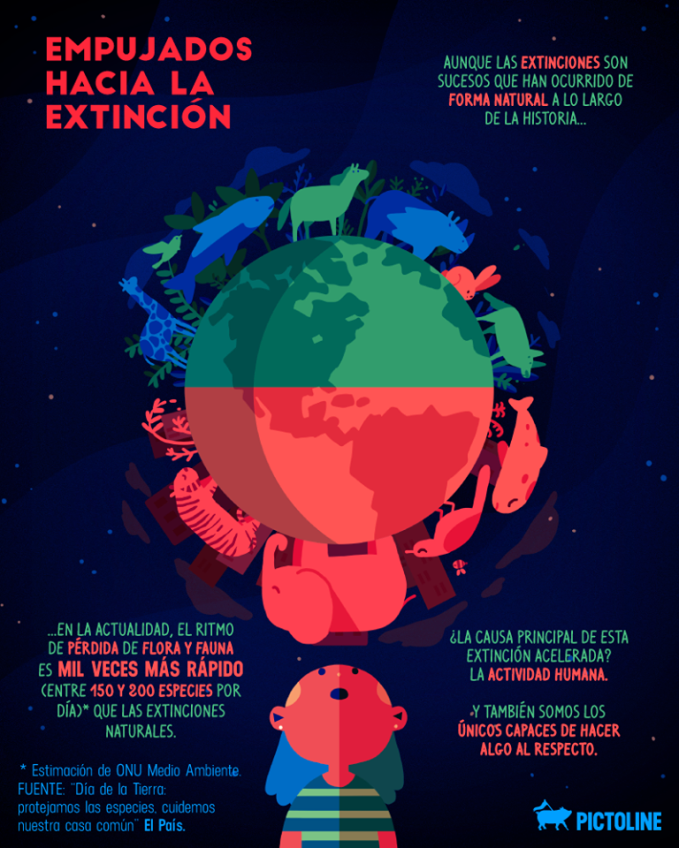 EMPUJADOS
HACIA LA
EXTINCIÓN
AUNQUE LAS EXTINCIONES SON
SUCESOS QUE HAN OCURRIDO DE
FORMA NATURAL A LO LARGO
DE LA HISTORIA...
...EN LA ACTUALIDAD, EL RITMO
DE PÉRDIDA DE FLORA Y FAUNA
ES MIL VECES MÁS RÁPIDO
(ENTRE 150 Y 200 ESPECIES POR
DÍA)* QUE LAS EXTINCIONES
NATURALES.
¿LA CAUSA PRINCIPAL DE ESTA
EXTINCIÓN ACELERADA?
LA ACTIVIDAD HUMANA.
Y TAMBIÉN SOMOS LOS
ÚNICOS CAPACES DE HACER
ALGO AL RESPECTO.
* Estimación de ONU Medio Ambiente.
FUENTE: "Día de la Tierra:
protejamos las especies, cuidemos
nuestra casa común" El País.
PICTOLINE